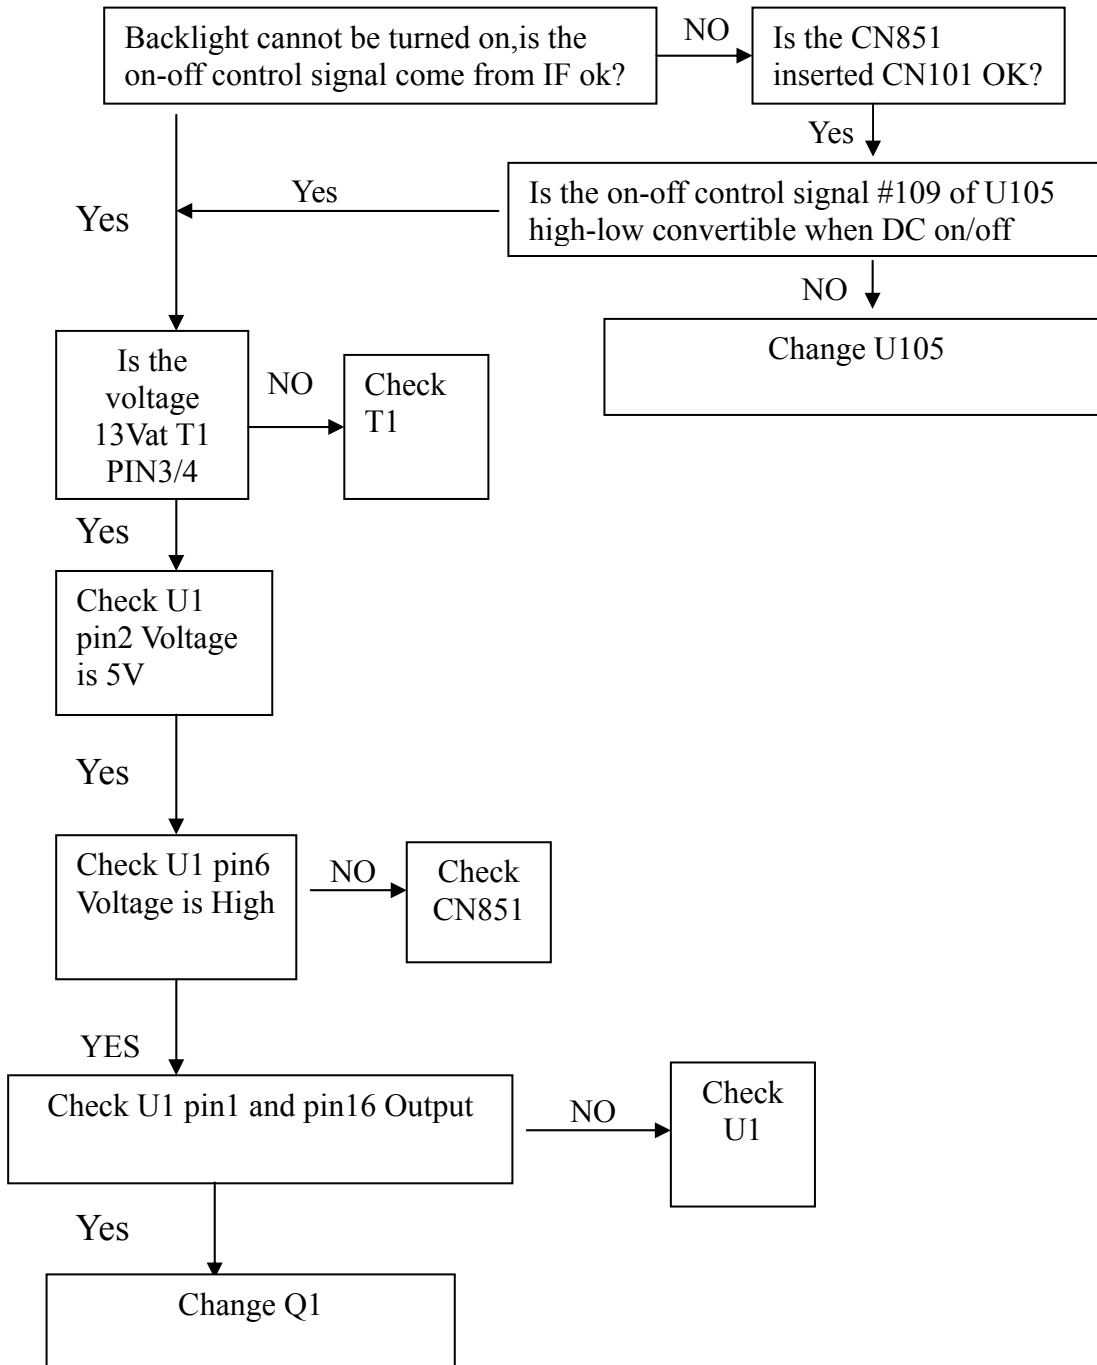 Backlight cannot be turned on,is the
on-off control signal come from IF ok?
NO
Is the CN851
inserted CN101 OK?
Yes
Is the on-off control signal #109 of U105
high-low convertible when DC on/off
Yes
Yes
NO
Change U105
Is the
voltage
13Vat T1
PIN3/4
NO
Check
T1
Yes
Check U1
pin2 Voltage
is 5V
Yes
Check U1 pin6
Voltage is High
NO
Check
CN851
YES
Check U1 pin1 and pin16 Output
NO
Check
U1
Yes
Change Q1